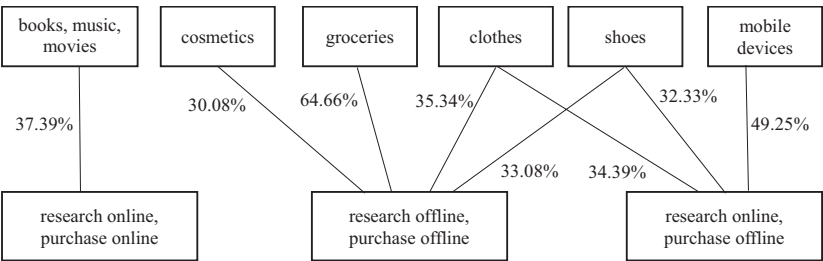 books, music,
movies
cosmetics
groceries
clothes
shoes
mobile
devices
37.39%
30.08%
64.66%
35.34%
32.33%
49.25%
33.08%
34.39%
research online,
purchase online
research offline,
purchase offline
research online,
purchase offline